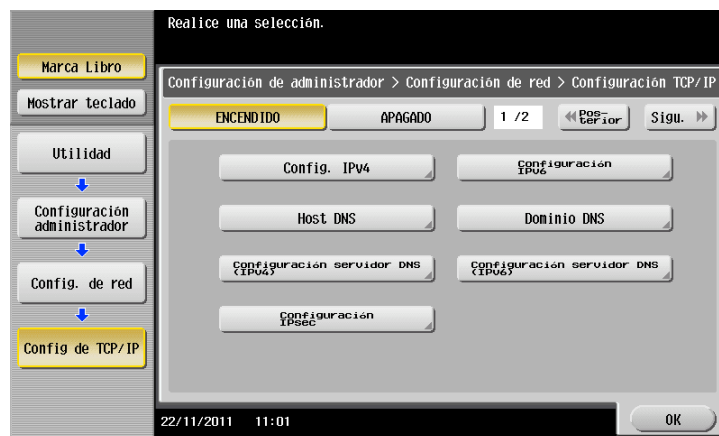 Realice una selección.
Marca Libro
Mostrar teclado
Utilidad
Configuración
administrador
Config. de red
Config de TCP/IP
Configuración de administrador > Configuración de red > Configuración TCP/IP
ENCENDIDO
APAGADO
1 /2
Pos-
terior
Sigu.
Config. IPv4
Configuración
IPv6
Host DNS
Dominio DNS
Configuración servidor DNS
(IPv4)
Configuración servidor DNS
(IPv6)
Configuración
IPsec
22/11/2011 11:01
OK